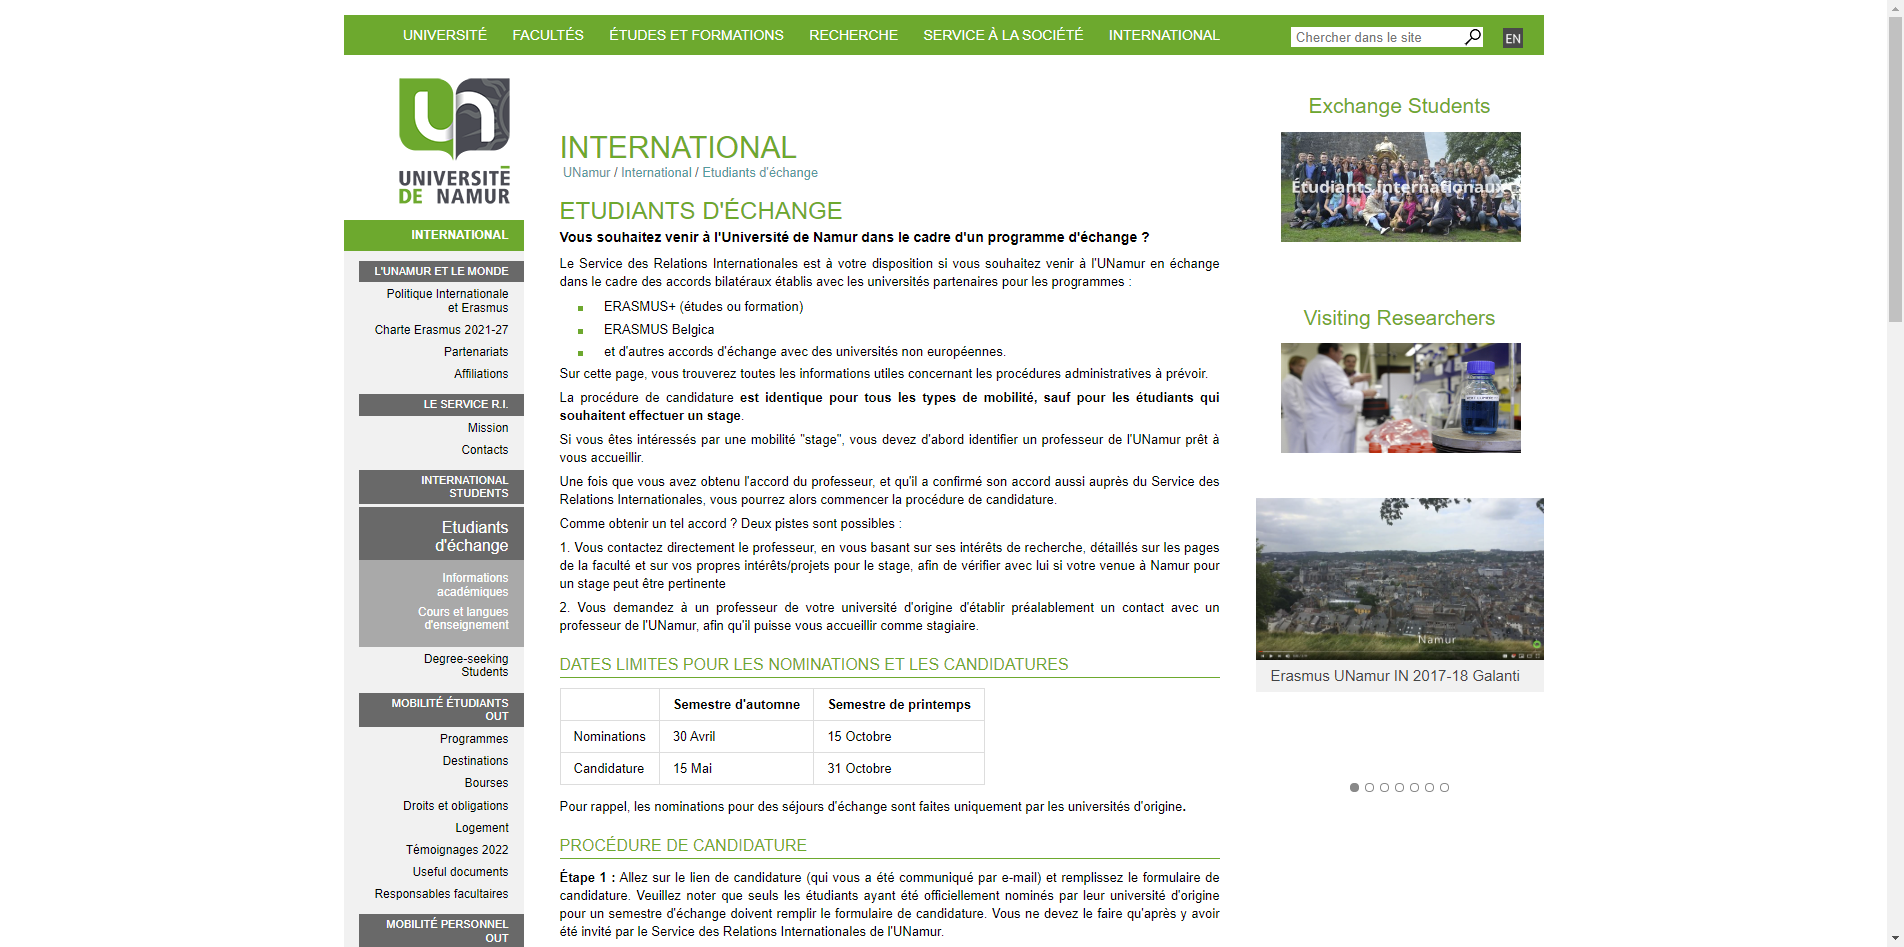 UNIVERSITÉ FACULTÉS ÉTUDES ET FORMATIONS RECHERCHE SERVICE À LA SOCIÉTÉ INTERNATIONAL
Chercher dans le site
EN
UNIVERSITÉ
DE NAMUR
INTERNATIONAL
L'UNAMUR ET LE MONDE
Politique Internationale
et Erasmus
Charte Erasmus 2021-27
Partenariats
Affiliations
LE SERVICE R.I.
Mission
Contacts
INTERNATIONAL
STUDENTS
Etudiants
d'échange
Informations
académiques
Cours et langues
d'enseignement
Degree-seeking
Students
MOBILITÉ ÉTUDIANTS
OUT
Programmes
Destinations
Bourses
Droits et obligations
Logement
Témoignages 2022
Useful documents
Responsables facultaires
MOBILITÉ PERSONNEL
OUT
INTERNATIONAL
UNamur / International / Etudiants d'échange
ETUDIANTS D'ÉCHANGE
Vous souhaitez venir à l'Université de Namur dans le cadre d'un programme d'échange ?
Le Service des Relations Internationales est à votre disposition si vous souhaitez venir à l'UNamur en échange
dans le cadre des accords bilatéraux établis avec les universités partenaires pour les programmes :
ERASMUS+ (études ou formation)
ERASMUS Belgica
et d'autres accords d'échange avec des universités non européennes.
Sur cette page, vous trouverez toutes les informations utiles concernant les procédures administratives à prévoir.
La procédure de candidature est identique pour tous les types de mobilité, sauf pour les étudiants qui
souhaitent effectuer un stage.
Si vous êtes intéressés par une mobilité "stage", vous devez d'abord identifier un professeur de l'UNamur prêt à
vous accueillir.
Une fois que vous avez obtenu l'accord du professeur, et qu'il a confirmé son accord aussi auprès du Service des
Relations Internationales, vous pourrez alors commencer la procédure de candidature.
Comme obtenir un tel accord ? Deux pistes sont possibles :
1. Vous contactez directement le professeur, en vous basant sur ses intérêts de recherche, détaillés sur les pages
de la faculté et sur vos propres intérêts/projets pour le stage, afin de vérifier avec lui si votre venue à Namur pour
un stage peut être pertinente
2. Vous demandez à un professeur de votre université d'origine d'établir préalablement un contact avec un
professeur de l'UNamur, afin qu'il puisse vous accueillir comme stagiaire.
DATES LIMITES POUR LES NOMINATIONS ET LES CANDIDATURES
Semestre d'automne Semestre de printemps
Nominations 30 Avril 15 Octobre
Candidature 15 Mai 31 Octobre
Pour rappel, les nominations pour des séjours d'échange sont faites uniquement par les universités d'origine.
PROCÉDURE DE CANDIDATURE
Étape 1 : Allez sur le lien de candidature (qui vous a été communiqué par e-mail) et remplissez le formulaire de
candidature. Veuillez noter que seuls les étudiants ayant été officiellement nominés par leur université d'origine
pour un semestre d'échange doivent remplir le formulaire de candidature. Vous ne devez le faire qu'après y avoir
été invité par le Service des Relations Internationales de l'UNamur.
Exchange Students
Étudiants internationaux
Visiting Researchers
Namur
Erasmus UNamur IN 2017-18 Galanti